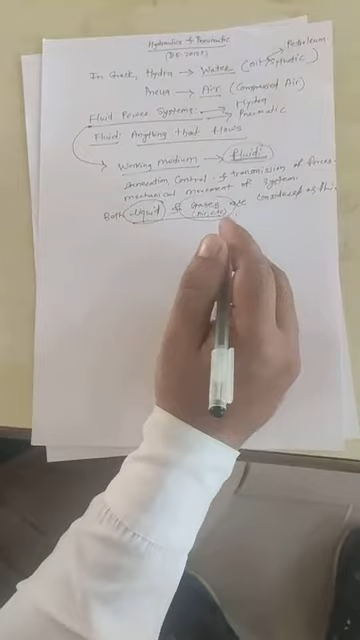 Hydraulics & Pneumatics
Petroleum
In Greek, Hydra → Water (Oil, Synthetic)
Pneuma → Air (Compressed Air)
Fluid Power Systems → Hydra
→ Pneumatic
Fluid: Anything that flows
Working medium → fluid:
Generation, Control & transmission of forces
mechanical movement of system.
Both liquid & Gases are considered as